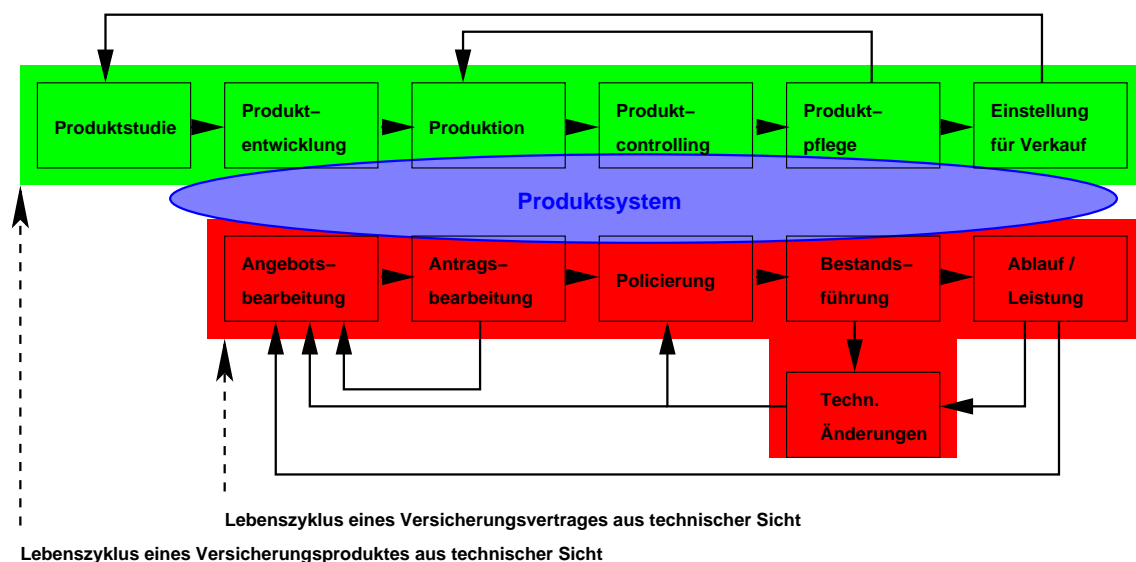 Produktstudie
Produkt–
entwicklung
Produktion
Produkt–
controlling
Produkt–
pflege
Einstellung
für Verkauf
Produktsystem
Angebots–
bearbeitung
Antrags–
bearbeitung
Policierung
Bestands–
führung
Ablauf /
Leistung
Techn.
Änderungen
Lebenszyklus eines Versicherungsvertrages aus technischer Sicht
Lebenszyklus eines Versicherungsproduktes aus technischer Sicht